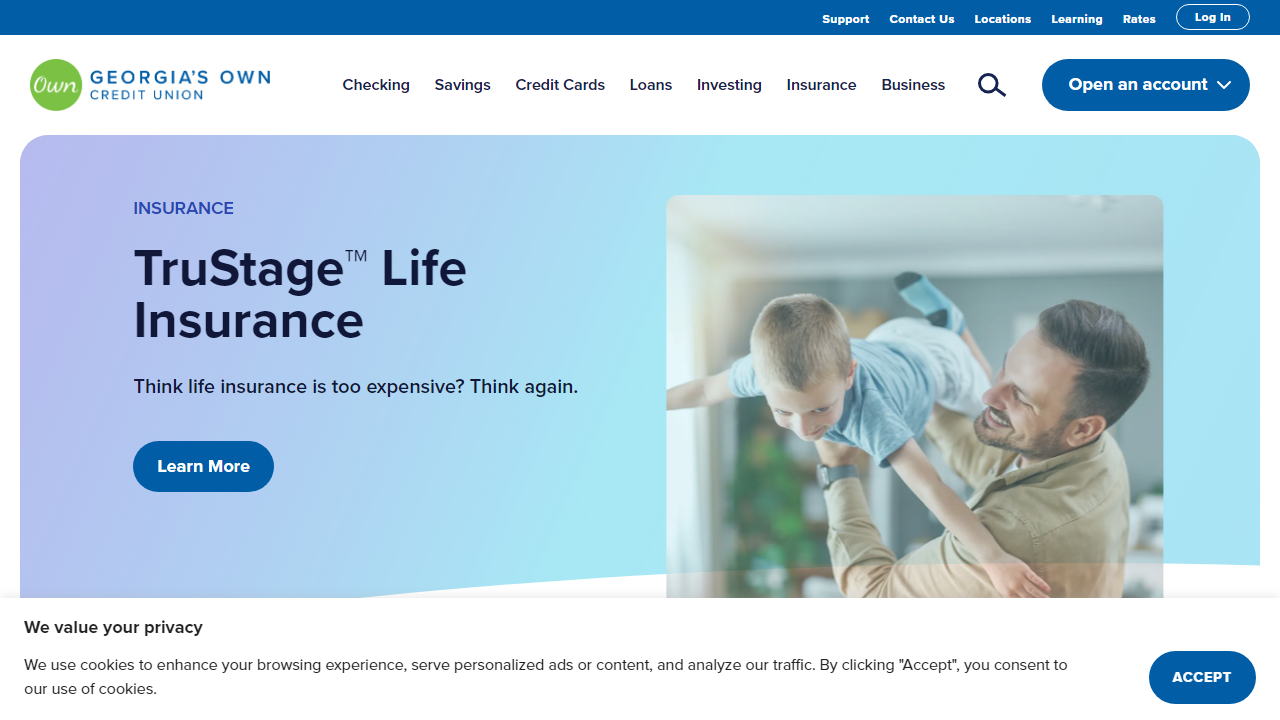 Support Contact Us Locations Learning Rates Log In
Own GEORGIA'S OWN
CREDIT UNION
Checking Savings Credit Cards Loans Investing Insurance Business
Open an account
INSURANCE
TruStage™ Life
Insurance
Think life insurance is too expensive? Think again.
Learn More
We value your privacy
We use cookies to enhance your browsing experience, serve personalized ads or content, and analyze our traffic. By clicking "Accept", you consent to
our use of cookies.
ACCEPT